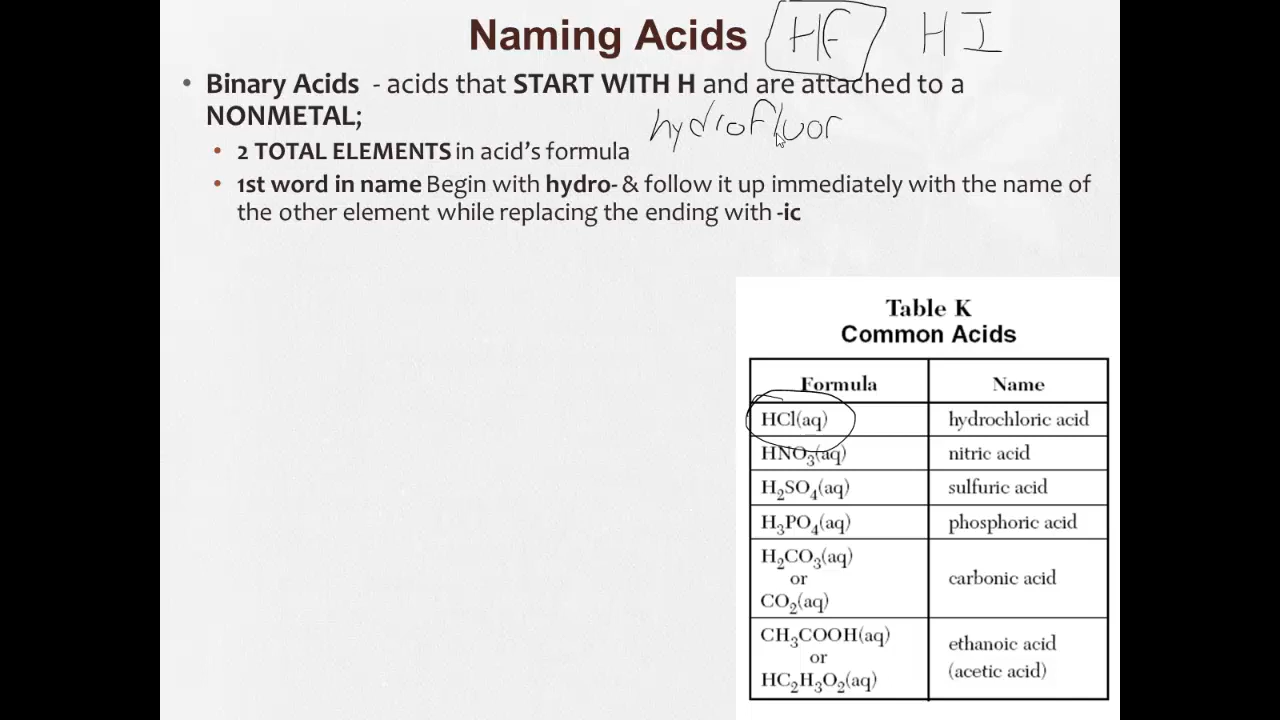 Naming Acids HF HI
• Binary Acids - acids that START WITH H and are attached to a
NONMETAL;
hydrofluor
• 2 TOTAL ELEMENTS in acid's formula
• 1st word in name Begin with hydro- & follow it up immediately with the name of
the other element while replacing the ending with -ic
Table K
Common Acids
Formula Name
HCl(aq) hydrochloric acid
HNO₃(aq) nitric acid
H₂SO₄(aq) sulfuric acid
H₃PO₄(aq) phosphoric acid
H₂CO₃(aq)
or
CO₂(aq)
carbonic acid
CH₃COOH(aq)
or
HC₂H₃O₂(aq)
ethanoic acid
(acetic acid)